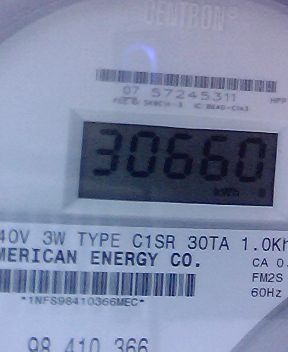 CENTRON®
07 57245311
30660
kWh
40V 3W TYPE C1SR 30TA 1.0Kh
MERICAN ENERGY CO.
CA 0.
FM2S
60Hz
*1NFS98410366MEC*
98 410 366